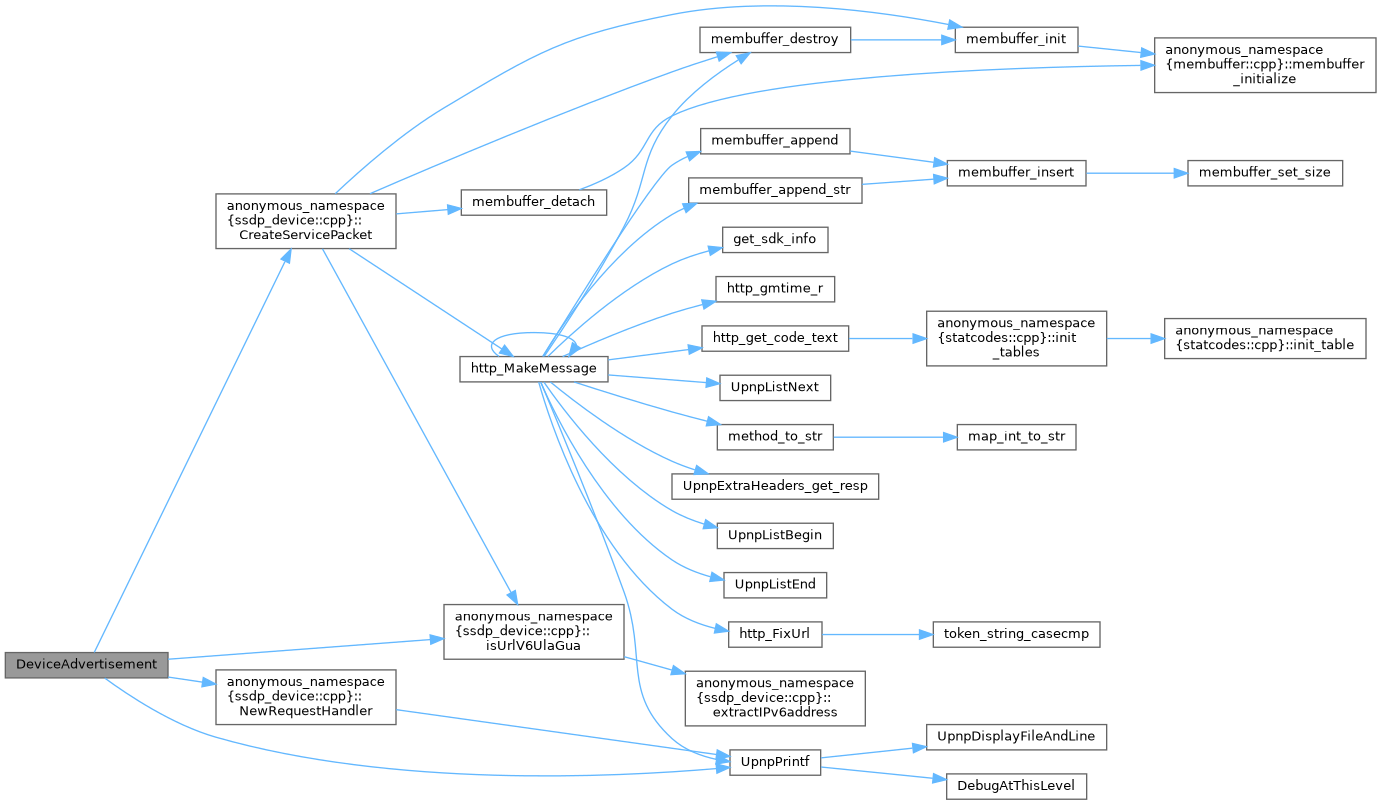 membuffer_destroy
membuffer_init
anonymous_namespace
{membuffer::cpp}::membuffer
_initialize
membuffer_append
membuffer_insert
membuffer_set_size
membuffer_append_str
anonymous_namespace
{ssdp_device::cpp}::
CreateServicePacket
membuffer_detach
get_sdk_info
http_gmtime_r
http_get_code_text
anonymous_namespace
{statcodes::cpp}::init
_tables
anonymous_namespace
{statcodes::cpp}::init_table
http_MakeMessage
UpnpListNext
method_to_str
map_int_to_str
UpnpExtraHeaders_get_resp
UpnpListBegin
UpnpListEnd
http_FixUrl
token_string_casecmp
anonymous_namespace
{ssdp_device::cpp}::
isUrlV6UlaGua
DeviceAdvertisement
anonymous_namespace
{ssdp_device::cpp}::
NewRequestHandler
anonymous_namespace
{ssdp_device::cpp}::
extractIPv6address
UpnpPrintf
UpnpDisplayFileAndLine
DebugAtThisLevel